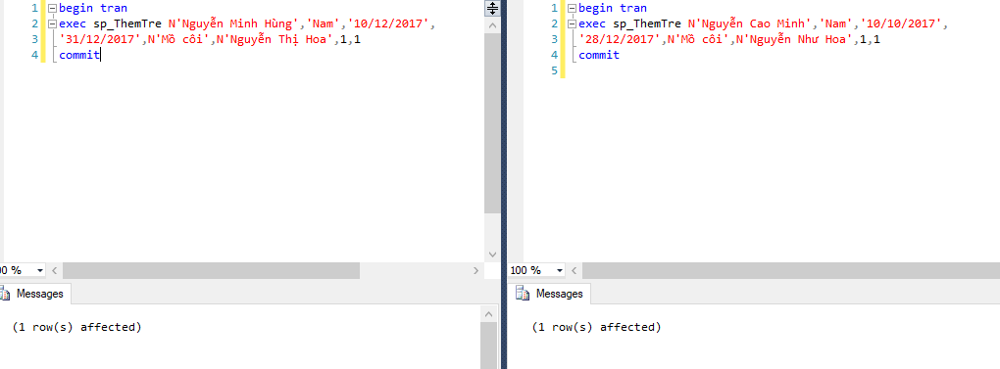 1 begin tran
2 exec sp_ThemTre N'Nguyễn Minh Hùng','Nam','10/12/2017',
3 '31/12/2017',N'Mồ côi',N'Nguyễn Thị Hoa',1,1
4 commit
00 %
Messages
(1 row(s) affected)
1 begin tran
2 exec sp_ThemTre N'Nguyễn Cao Minh','Nam','10/10/2017',
3 '28/12/2017',N'Mồ côi',N'Nguyễn Như Hoa',1,1
4 commit
5
100 %
Messages
(1 row(s) affected)